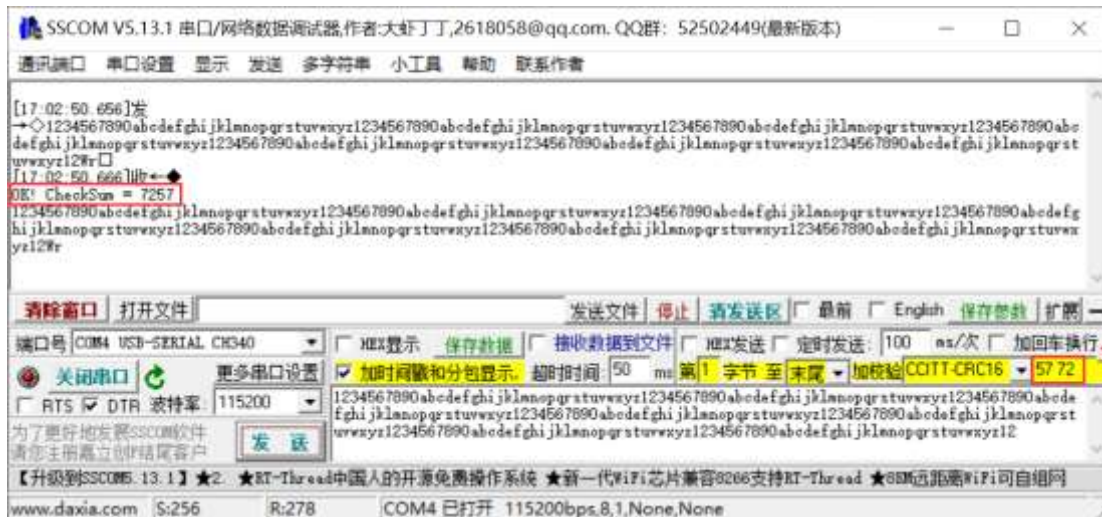 SSCOM V5.13.1 串口/网络数据调试器,作者:大虾丁丁,2618058@qq.com. QQ群: 52502449(最新版本)
通讯端口 串口设置 显示 发送 多字符串 小工具 帮助 联系作者
[17:02:50.656]发
→◇1234567890abcdefghijklmnopqrstuvwxyz1234567890abcdefghijklmnopqrstuvwxyz1234567890abcdefghijklmnopqrstuvwxyz1234567890abc
defghijklmnopqrstuvwxyz1234567890abcdefghijklmnopqrstuvwxyz1234567890abcdefghijklmnopqrstuvwxyz1234567890abcdefghijklmnopqrst
uvwxyz12Wr□
[17:02:50.666]收←◆
OK! CheckSum = 7257
1234567890abcdefghijklmnopqrstuvwxyz1234567890abcdefghijklmnopqrstuvwxyz1234567890abcdefghijklmnopqrstuvwxyz1234567890abcdefg
hijklmnopqrstuvwxyz1234567890abcdefghijklmnopqrstuvwxyz1234567890abcdefghijklmnopqrstuvwxyz1234567890abcdefghijklmnopqrstuvwx
yz12Wr
清除窗口 打开文件 发送文件 停止 清发送区 最前 English 保存参数 扩展 —
端口号 COM4 USB-SERIAL CH340 HEX显示 保存数据 接收数据到文件 HEX发送 定时发送: 100 ms/次 加回车换行
关闭串口 更多串口设置 加时间戳和分包显示. 超时时间: 50 ms 第 1 字节 至 末尾 加校验 CCITT-CRC16 57 72
RTS DTR 波特率: 115200
1234567890abcdefghijklmnopqrstuvwxyz1234567890abcdefghijklmnopqrstuvwxyz1234567890abcdefghijklmnopqrstuvwxyz1234567890abcde
fghijklmnopqrstuvwxyz1234567890abcdefghijklmnopqrstuvwxyz1234567890abcdefghijklmnopqrstuvwxyz1234567890abcdefghijklmnopqrst
uvwxyz1234567890abcdefghijklmnopqrstuvwxyz1234567890abcdefghijklmnopqrstuvwxyz12
为了更好地发展SSCOM软件
请您注册嘉立创F结尾客户
发 送
【升级到SSCOM5.13.1】★2. ★RT-Thread中国人的开源免费操作系统 ★新一代WiFi芯片兼容8266支持RT-Thread ★8KM远距离WiFi可自组网
www.daxia.com S:256 R:278 COM4 已打开 115200bps,8,1,None,None